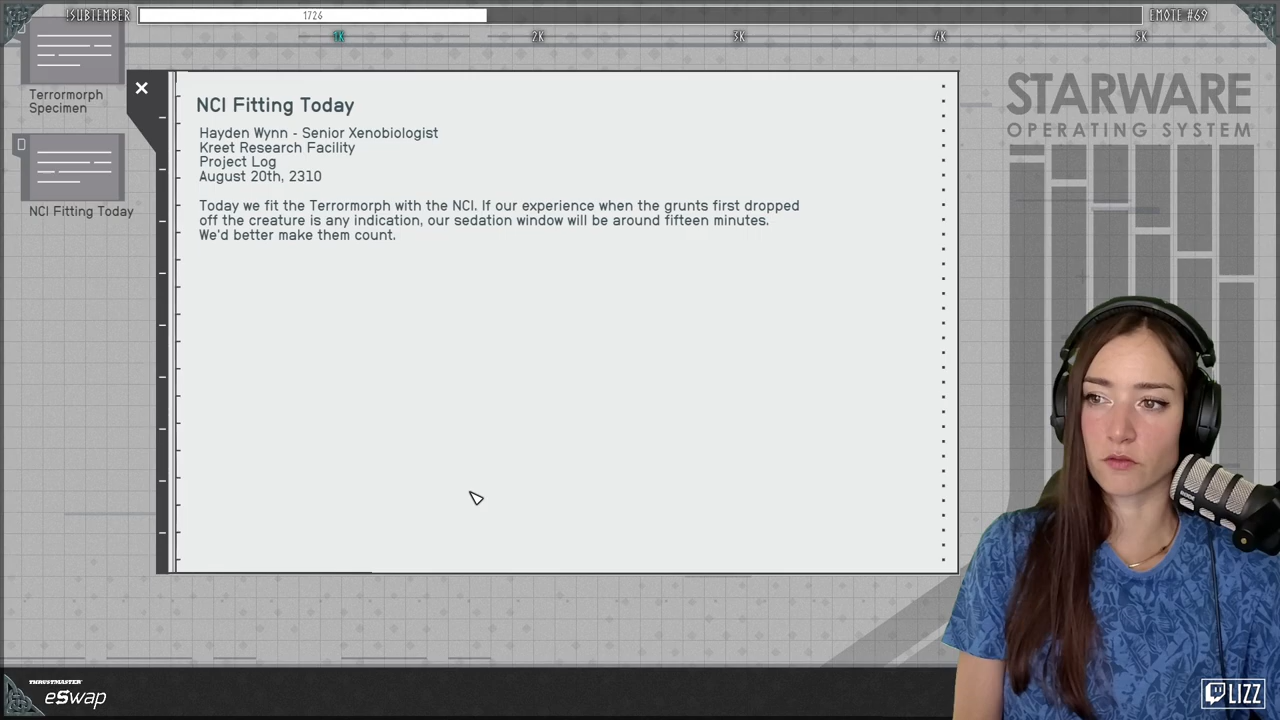 !SUBTEMBER
1726
EMOTE #69
1K
2K
3K
4K
5K
Terrormorph
Specimen
NCI Fitting Today
NCI Fitting Today
Hayden Wynn - Senior Xenobiologist
Kreet Research Facility
Project Log
August 20th, 2310
Today we fit the Terrormorph with the NCI. If our experience when the grunts first dropped
off the creature is any indication, our sedation window will be around fifteen minutes.
We'd better make them count.
STARWARE
OPERATING SYSTEM
THRUSTMASTER
eSwap
LIZZ